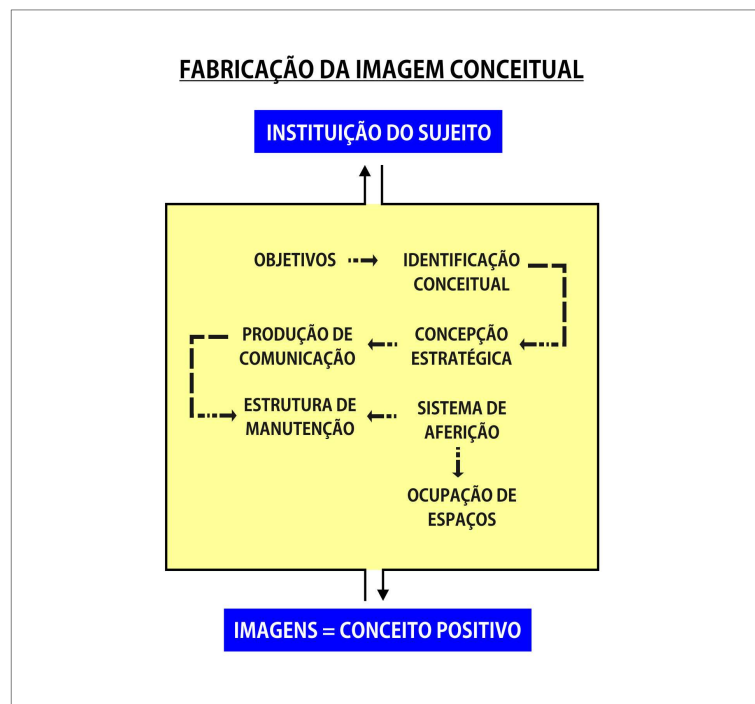 FABRICAÇÃO DA IMAGEM CONCEITUAL
INSTITUIÇÃO DO SUJEITO
OBJETIVOS
IDENTIFICAÇÃO
CONCEITUAL
PRODUÇÃO DE
COMUNICAÇÃO
CONCEPÇÃO
ESTRATÉGICA
ESTRUTURA DE
MANUTENÇÃO
SISTEMA DE
AFERIÇÃO
OCUPAÇÃO DE
ESPAÇOS
IMAGENS = CONCEITO POSITIVO